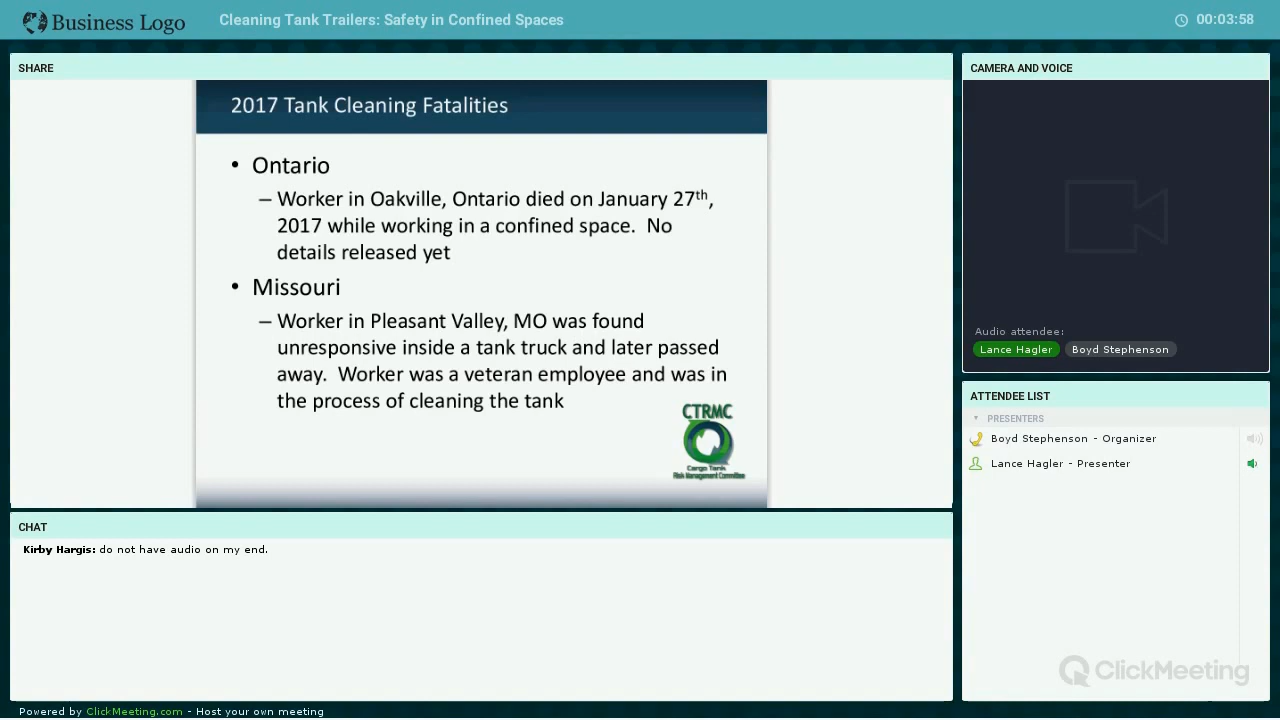 Business Logo
Cleaning Tank Trailers: Safety in Confined Spaces
00:03:58
SHARE
2017 Tank Cleaning Fatalities
• Ontario
– Worker in Oakville, Ontario died on January 27th,
2017 while working in a confined space. No
details released yet
• Missouri
– Worker in Pleasant Valley, MO was found
unresponsive inside a tank truck and later passed
away. Worker was a veteran employee and was in
the process of cleaning the tank
CTRMC
Cargo Tank
Risk Management Committee
CAMERA AND VOICE
Audio attendee:
Lance Hagler
Boyd Stephenson
ATTENDEE LIST
PRESENTERS
Boyd Stephenson - Organizer
Lance Hagler - Presenter
CHAT
Kirby Hargis: do not have audio on my end.
ClickMeeting
Powered by ClickMeeting.com - Host your own meeting